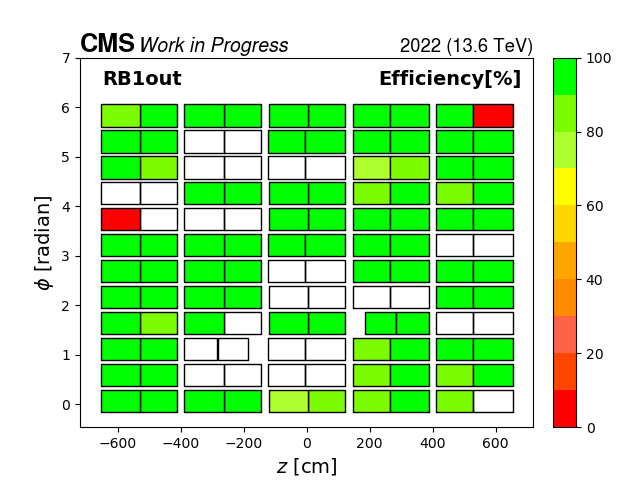 CMS Work in Progress 2022 (13.6 TeV)
RB1out Efficiency[%]
7
6
5
4
3
2
1
0
ϕ [radian]
−600 −400 −200 0 200 400 600
z [cm]
100
80
60
40
20
0